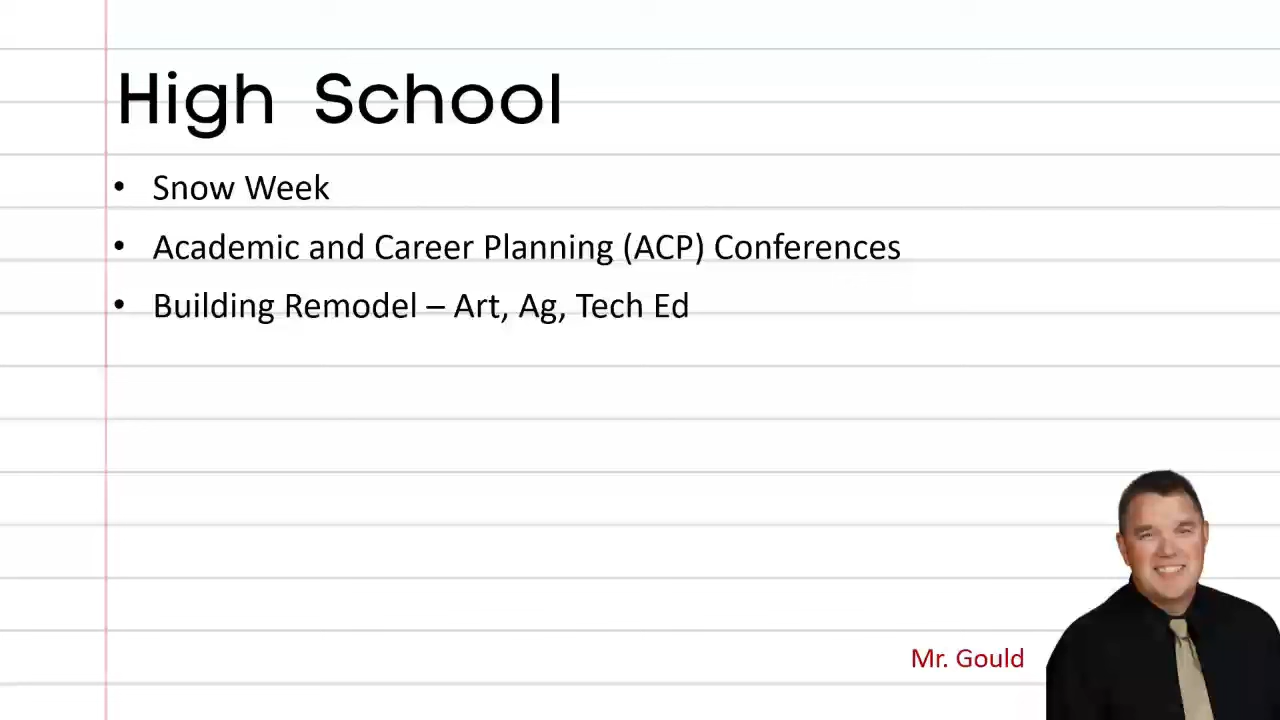 High School
• Snow Week
• Academic and Career Planning (ACP) Conferences
• Building Remodel – Art, Ag, Tech Ed
Mr. Gould